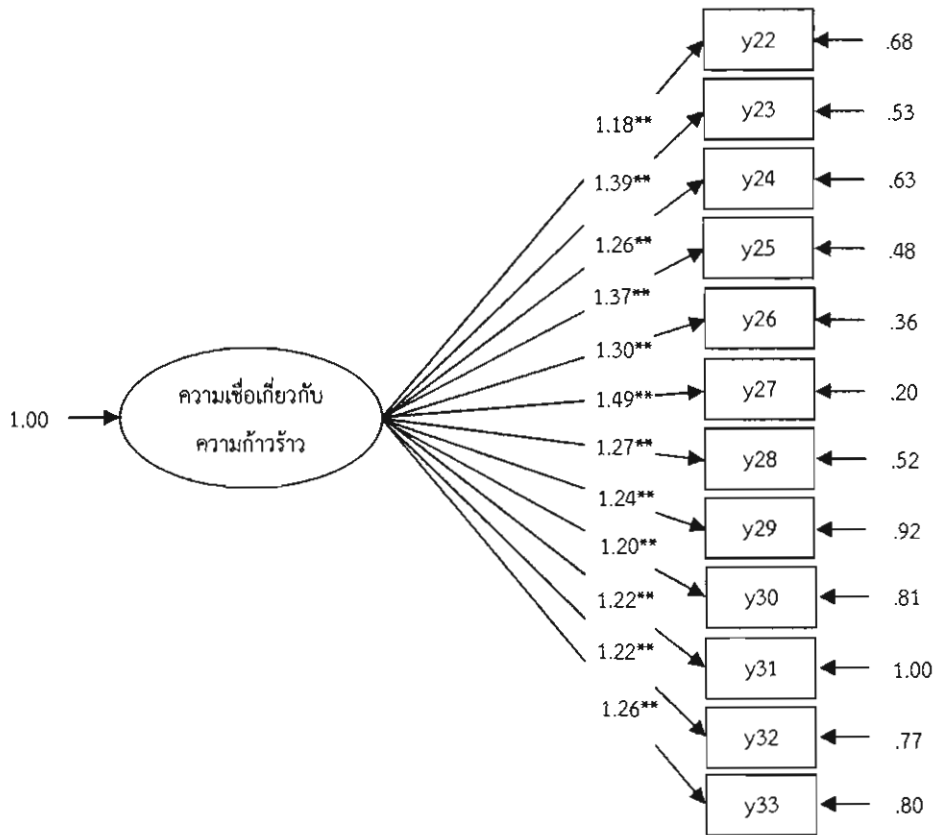 y22
.68
1.18**
y23
.53
1.39**
y24
.63
1.26**
y25
.48
1.37**
y26
.36
1.30**
y27
.20
1.49**
1.00
ความเชื่อเกี่ยวกับ
ความก้าวร้าว
1.27**
y28
.52
1.24**
y29
.92
1.20**
y30
.81
1.22**
y31
1.00
1.22**
y32
.77
1.26**
y33
.80